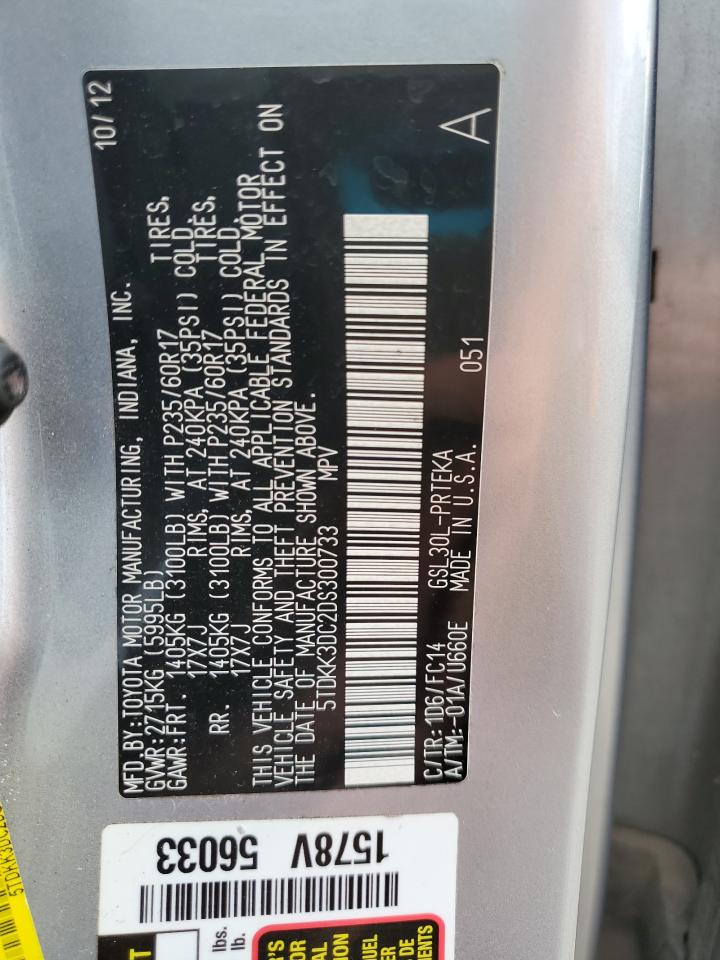 MFD.BY:TOYOTA MOTOR MANUFACTURING, INDIANA, INC. 10/12
GVWR:2715KG (5995LB)
GAWR:FRT. 1405KG (3100LB) WITH P235/60R17 TIRES,
17X7J RIMS, AT 240KPA (35PSI) COLD.
RR. 1405KG (3100LB) WITH P235/60R17 TIRES,
17X7J RIMS, AT 240KPA (35PSI) COLD.
THIS VEHICLE CONFORMS TO ALL APPLICABLE FEDERAL MOTOR
VEHICLE SAFETY AND THEFT PREVENTION STANDARDS IN EFFECT ON
THE DATE OF MANUFACTURE SHOWN ABOVE.
5TDKK3DC2DS300733 MPV
C/TR:1D6/FC14 GSL30L-PRTEKA 051
A/TM:-01A/U660E MADE IN U.S.A. A
1578V
56033
lbs.
lb.